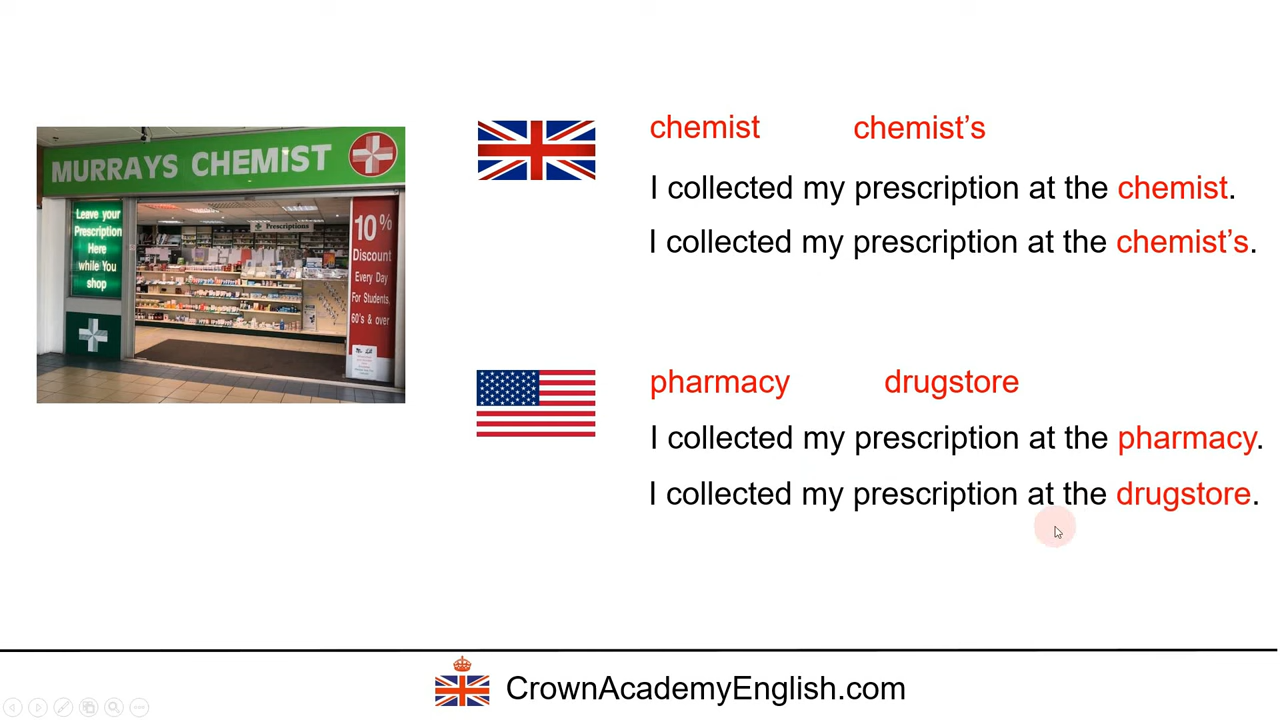 MURRAYS CHEMIST
Leave your
Prescription
Here
while You
shop
Prescriptions
10%
Discount
Every Day
For Students,
60's & over
chemist chemist’s
I collected my prescription at the chemist.
I collected my prescription at the chemist’s.
pharmacy drugstore
I collected my prescription at the pharmacy.
I collected my prescription at the drugstore.
CrownAcademyEnglish.com